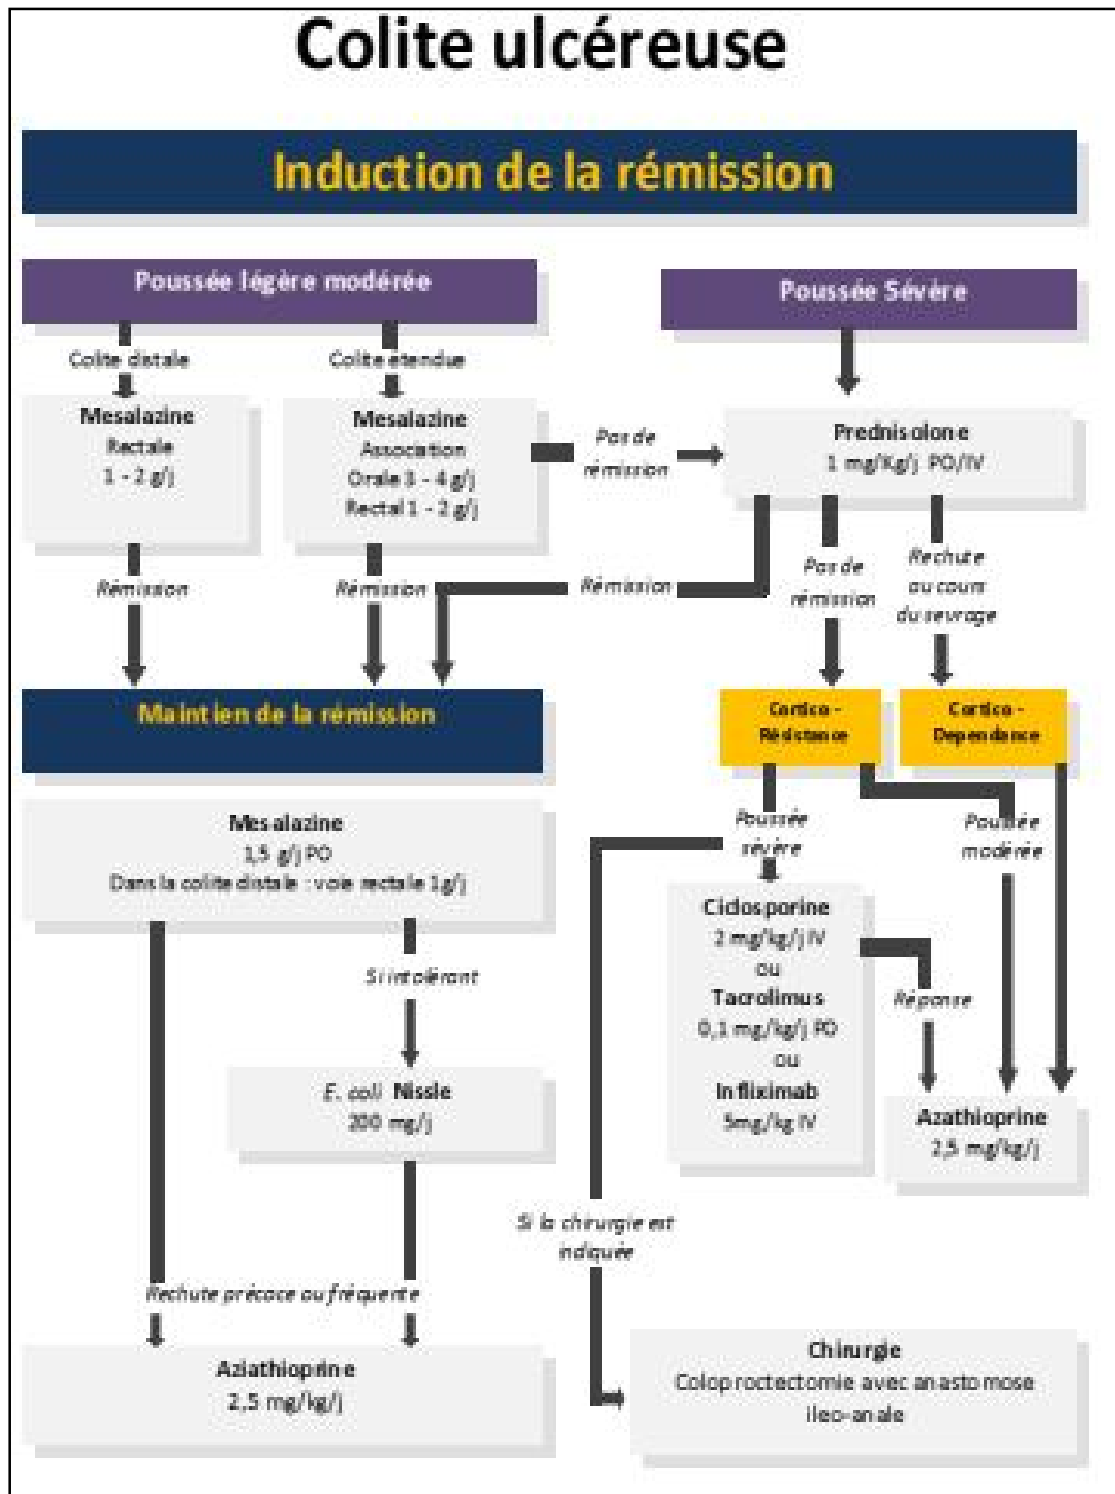 Colite ulcéreuse
Induction de la rémission
Poussée légère modérée
Colite distale
Mesalazine
Rectale
1 - 2 g/j
Rémission
Colite étendue
Mesalazine
Association
Orale 3 - 4 g/j
Rectal 1 - 2 g/j
Rémission
Pas de
rémission
Poussée Sévère
Prednisolone
1 mg/Kg/j PO/IV
Rémission
Pas de
rémission
Rechute
au cours
du sevrage
Maintien de la rémission
Mesalazine
1,5 g/j PO
Dans la colite distale : voie rectale 1g/j
Si intolérant
E. coli Nissle
200 mg/j
Rechute précoce ou fréquente
Aziathioprine
2,5 mg/kg/j
Cortico -
Résistance
Cortico -
Dependance
Poussée
sévère
Poussée
modérée
Ciclosporine
2 mg/kg/j IV
ou
Tacrolimus
0,1 mg/kg/j PO
ou
Infliximab
5mg/kg IV
Réponse
Azathioprine
2,5 mg/kg/j
Si la chirurgie est
indiquée
Chirurgie
Coloproctectomie avec anastomose
ileo-anale